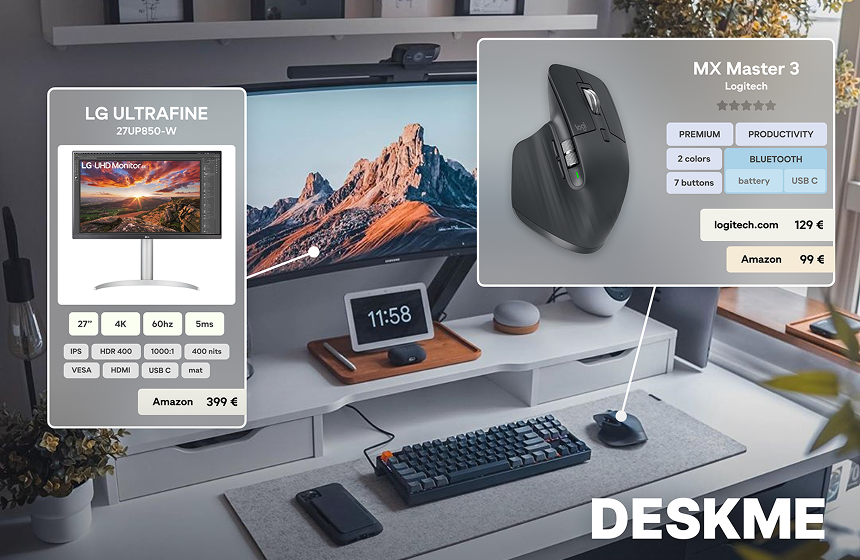 LG ULTRAFINE
27UP850-W
LG UHD Monitor
27"
4K
60hz
5ms
IPS
HDR 400
1000:1
400 nits
VESA
HDMI
USB C
mat
Amazon 399 €
SAMSUNG
11:58
MX Master 3
Logitech
logi
PREMIUM
PRODUCTIVITY
2 colors
BLUETOOTH
7 buttons
battery
USB C
logitech.com 129 €
Amazon 99 €
DESKME